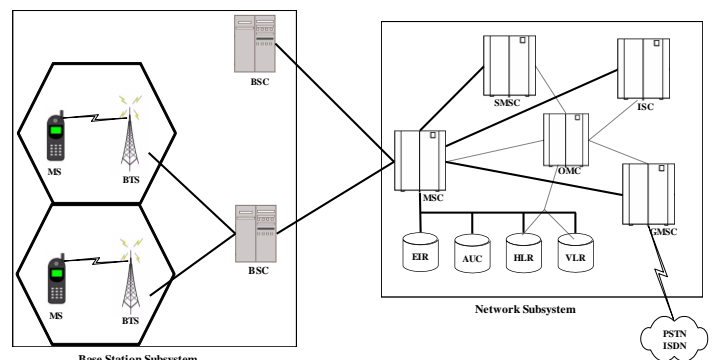 BSC
SMSC
ISC
MS
BTS
OMC
MSC
GMSC
EIR
AUC
HLR
VLR
BSC
MS
BTS
Network Subsystem
PSTN
ISDN
Base Station Subsystem